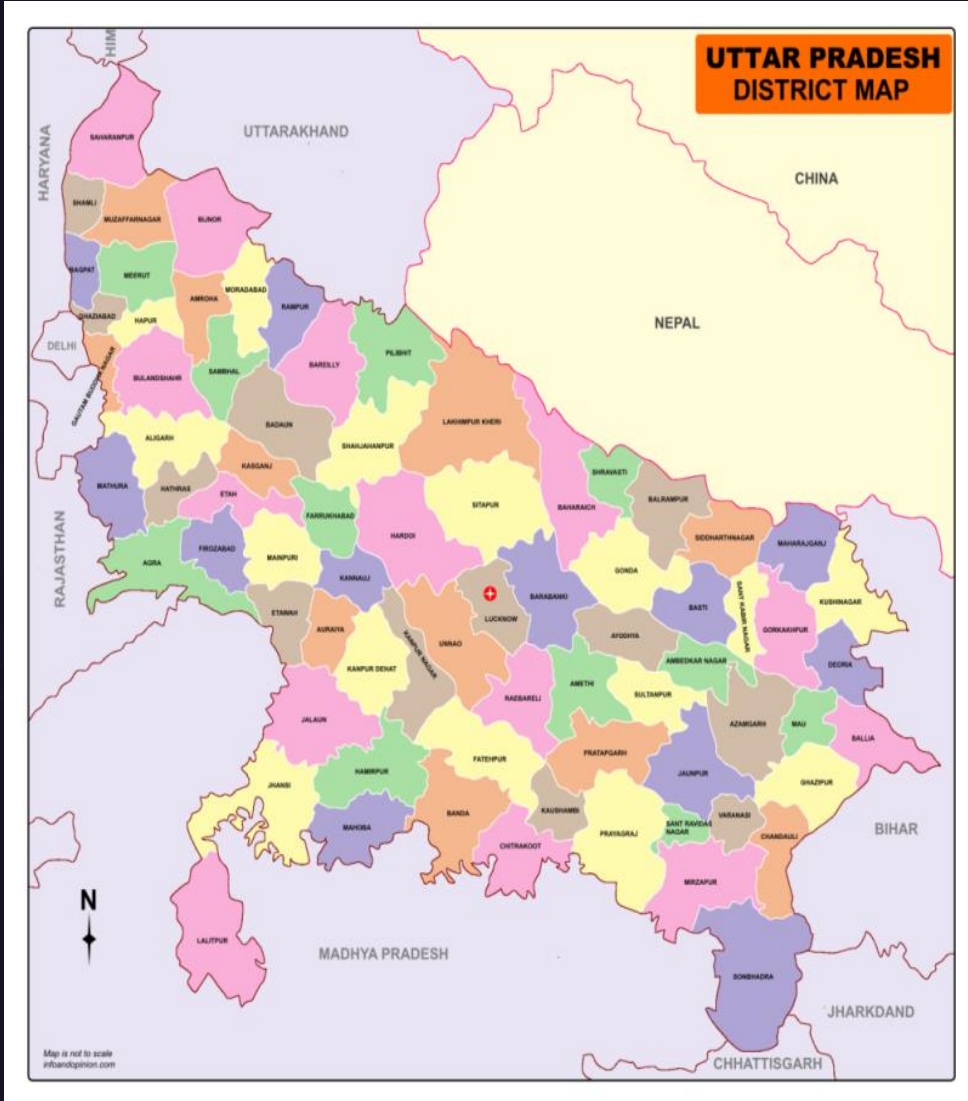 UTTAR PRADESH
DISTRICT MAP
HIM
HARYANA
UTTARAKHAND
CHINA
NEPAL
DELHI
RAJASTHAN
SAHARANPUR
SHAMLI
MUZAFFARNAGAR
BIJNOR
BAGPAT
MEERUT
AMROHA
MORADABAD
RAMPUR
GHAZIABAD
HAPUR
GAUTAM BUDDHA NAGAR
BULANDSHAHR
SAMBHAL
BAREILLY
PILIBHIT
LAKHIMPUR KHERI
BADAUN
SHAHJAHANPUR
ALIGARH
KASGANJ
MATHURA
HATHRAS
ETAH
FARRUKHABAD
HARDOI
SITAPUR
BAHARAICH
SHRAVASTI
BALRAMPUR
SIDDHARTHNAGAR
MAHARAJGANJ
AGRA
FIROZABAD
MAINPURI
KANNAUJ
GONDA
KUSHINAGAR
SANT KABIR NAGAR
BARABANKI
BASTI
GORKAKHPUR
ETAWAH
AURAIYA
KANPUR NAGAR
UNNAO
LUCKNOW
AYODHYA
AMBEDKAR NAGAR
DEORIA
KANPUR DEHAT
RAEBARELI
AMETHI
SULTANPUR
JALAUN
AZAMGARH
MAU
BALLIA
FATEHPUR
PRATAPGARH
JAUNPUR
GHAZIPUR
JHANSI
HAMIRPUR
MAHOBA
BANDA
KAUSHAMBI
PRAYAGRAJ
SANT RAVIDAS
NAGAR
VARANASI
CHANDAULI
BIHAR
CHITRAKOOT
MIRZAPUR
N
LALITPUR
MADHYA PRADESH
SONBHADRA
JHARKDAND
CHHATTISGARH
Map is not to scale
infoandopinion.com